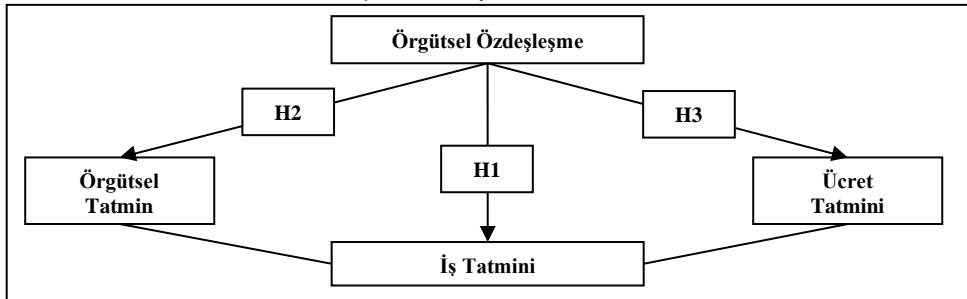 Örgütsel Özdeşleşme
H2
H3
H1
Örgütsel
Tatmin
Ücret
Tatmini
İş Tatmini